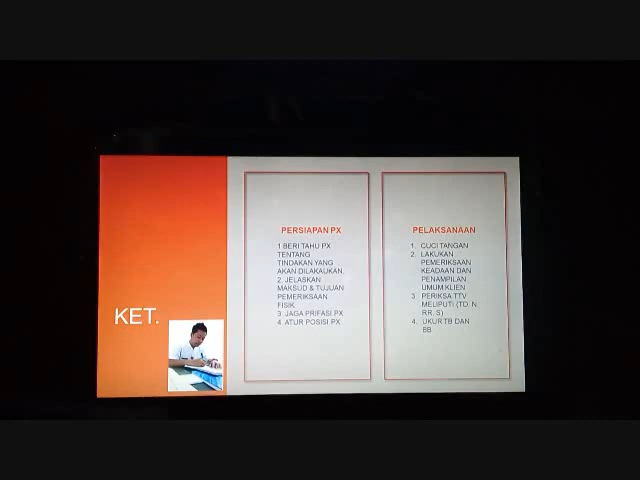 KET.
PERSIAPAN PX
1 BERI TAHU PX
TENTANG
TINDAKAN YANG
AKAN DILAKAUKAN.
2. JELASKAN
MAKSUD & TUJUAN
PEMERIKSAAN
FISIK.
3. JAGA PRIFASI PX
4. ATUR POSISI PX
PELAKSANAAN
1. CUCI TANGAN
2. LAKUKAN
PEMERIKSAAN
KEADAAN DAN
PENAMPILAN
UMUM KLIEN
3. PERIKSA TTV
MELIPUTI (TD, N,
RR, S)
4. UKUR TB DAN
BB